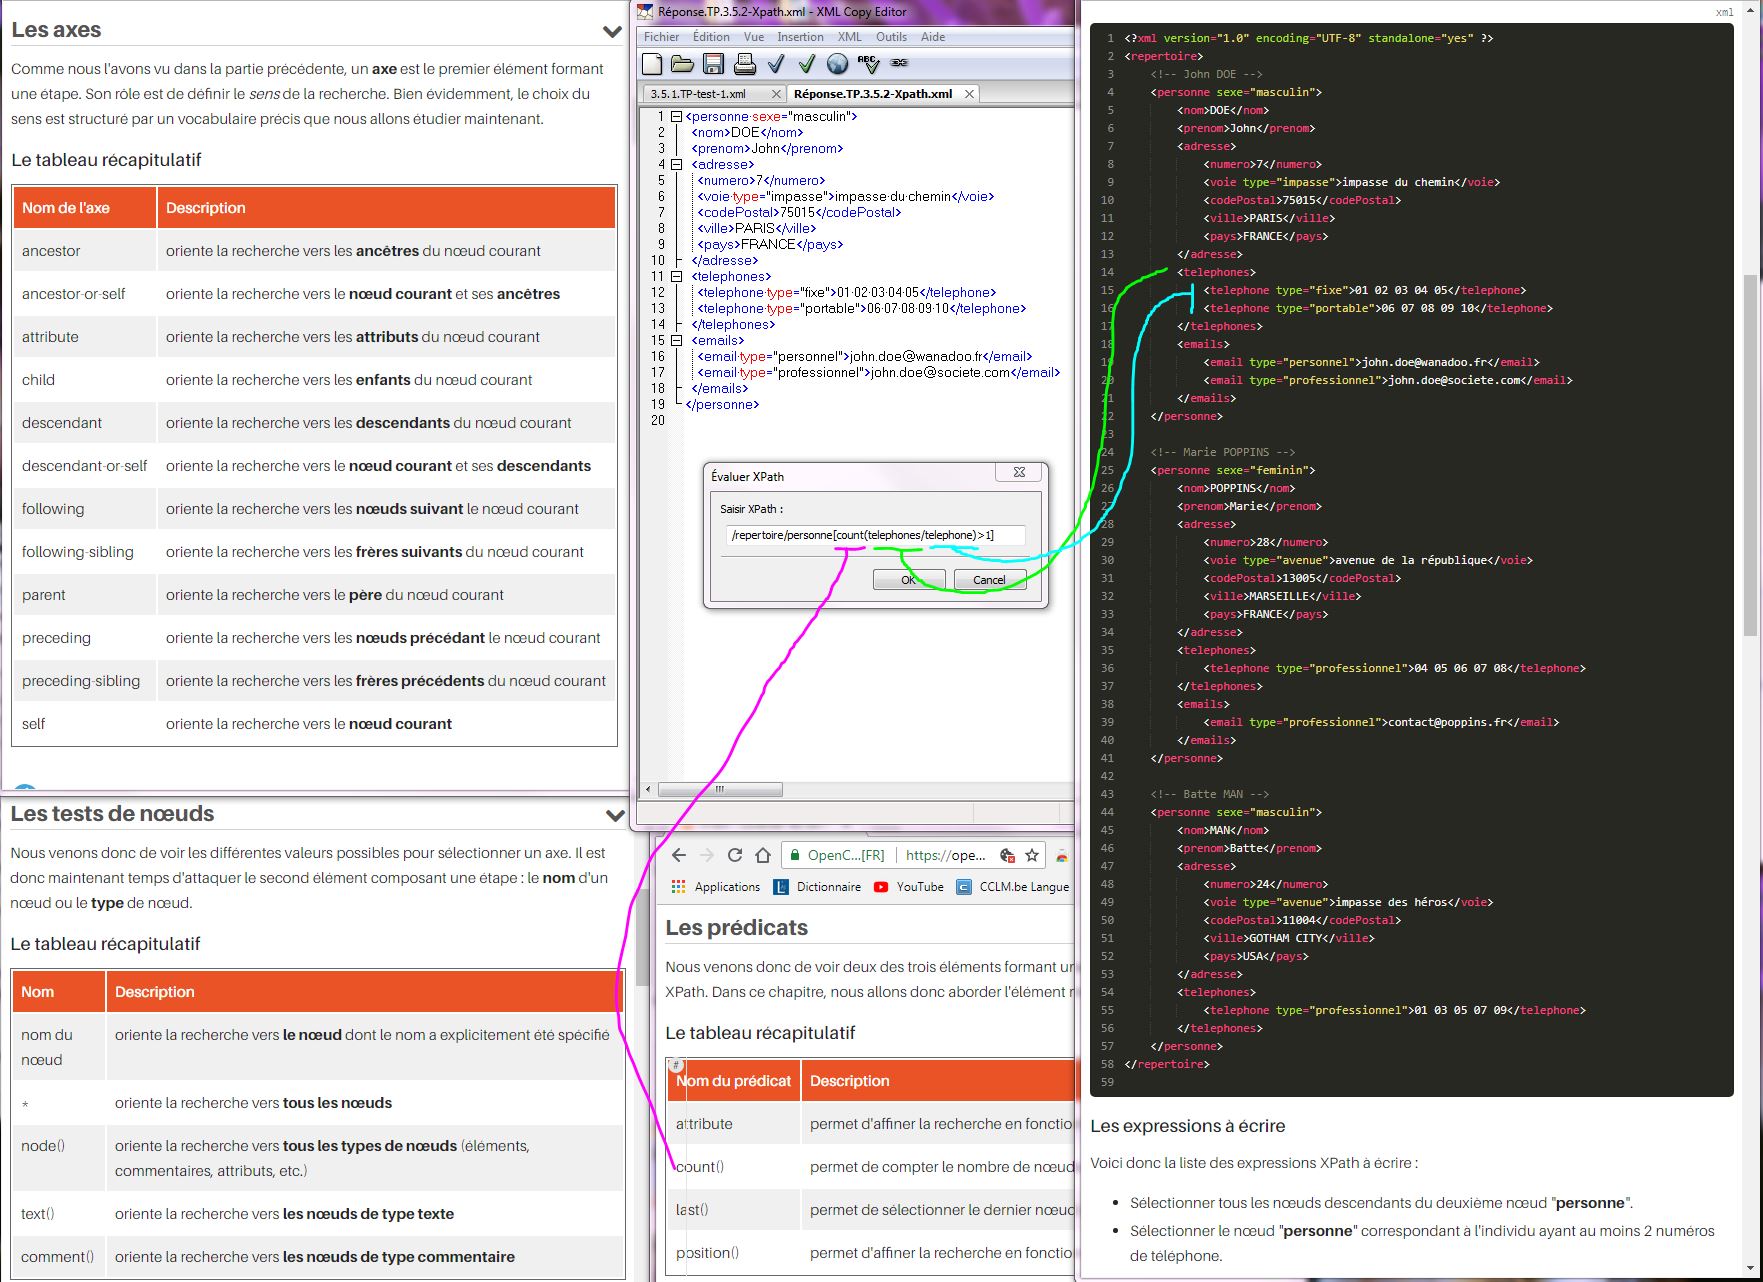 Les axes
Comme nous l'avons vu dans la partie précédente, un axe est le premier élément formant
une étape. Son rôle est de définir le sens de la recherche. Bien évidemment, le choix du
sens est structuré par un vocabulaire précis que nous allons étudier maintenant.
Le tableau récapitulatif
Nom de l'axe Description
ancestor oriente la recherche vers les ancêtres du nœud courant
ancestor-or-self oriente la recherche vers le nœud courant et ses ancêtres
attribute oriente la recherche vers les attributs du nœud courant
child oriente la recherche vers les enfants du nœud courant
descendant oriente la recherche vers les descendants du nœud courant
descendant-or-self oriente la recherche vers le nœud courant et ses descendants
following oriente la recherche vers les nœuds suivant le nœud courant
following-sibling oriente la recherche vers les frères suivants du nœud courant
parent oriente la recherche vers le père du nœud courant
preceding oriente la recherche vers les nœuds précédant le nœud courant
preceding-sibling oriente la recherche vers les frères précédents du nœud courant
self oriente la recherche vers le nœud courant
Les tests de nœuds
Nous venons donc de voir les différentes valeurs possibles pour sélectionner un axe. Il est
donc maintenant temps d'attaquer le second élément composant une étape : le nom d'un
nœud ou le type de nœud.
Le tableau récapitulatif
Nom Description
nom du oriente la recherche vers le nœud dont le nom a explicitement été spécifié
nœud
* oriente la recherche vers tous les nœuds
node() oriente la recherche vers tous les types de nœuds (éléments,
commentaires, attributs, etc.)
text() oriente la recherche vers les nœuds de type texte
comment() oriente la recherche vers les nœuds de type commentaire
Réponse.TP.3.5.2-Xpath.xml - XML Copy Editor
Fichier Édition Vue Insertion XML Outils Aide
ABC
3.5.1.TP-test-1.xml Réponse.TP.3.5.2-Xpath.xml
1 <personne·sexe="masculin">
2 <nom>DOE</nom>
3 <prenom>John</prenom>
4 <adresse>
5 <numero>7</numero>
6 <voie·type="impasse">impasse·du·chemin</voie>
7 <codePostal>75015</codePostal>
8 <ville>PARIS</ville>
9 <pays>FRANCE</pays>
10 </adresse>
11 <telephones>
12 <telephone·type="fixe">01·02·03·04·05</telephone>
13 <telephone·type="portable">06·07·08·09·10</telephone>
14 </telephones>
15 <emails>
16 <email·type="personnel">john.doe@wanadoo.fr</email>
17 <email·type="professionnel">john.doe@societe.com</email>
18 </emails>
19 </personne>
20
Évaluer XPath
Saisir XPath :
/repertoire/personne[count(telephones/telephone)>1]
OK Cancel
OpenC...[FR] https://ope...
Applications Dictionnaire YouTube CCLM.be Langue
Les prédicats
Nous venons donc de voir deux des trois éléments formant un
XPath. Dans ce chapitre, nous allons donc aborder l'élément
Le tableau récapitulatif
#
Nom du prédicat Description
attribute permet d'affiner la recherche en fonctio
count() permet de compter le nombre de nœud
last() permet de sélectionner le dernier nœud
position() permet d'affiner la recherche en fonctio
xml
1 <?xml version="1.0" encoding="UTF-8" standalone="yes" ?>
2 <repertoire>
3 <!-- John DOE -->
4 <personne sexe="masculin">
5 <nom>DOE</nom>
6 <prenom>John</prenom>
7 <adresse>
8 <numero>7</numero>
9 <voie type="impasse">impasse du chemin</voie>
10 <codePostal>75015</codePostal>
11 <ville>PARIS</ville>
12 <pays>FRANCE</pays>
13 </adresse>
14 <telephones>
15 <telephone type="fixe">01 02 03 04 05</telephone>
16 <telephone type="portable">06 07 08 09 10</telephone>
17 </telephones>
18 <emails>
19 <email type="personnel">john.doe@wanadoo.fr</email>
20 <email type="professionnel">john.doe@societe.com</email>
21 </emails>
22 </personne>
23
24 <!-- Marie POPPINS -->
25 <personne sexe="feminin">
26 <nom>POPPINS</nom>
27 <prenom>Marie</prenom>
28 <adresse>
29 <numero>28</numero>
30 <voie type="avenue">avenue de la république</voie>
31 <codePostal>13005</codePostal>
32 <ville>MARSEILLE</ville>
33 <pays>FRANCE</pays>
34 </adresse>
35 <telephones>
36 <telephone type="professionnel">04 05 06 07 08</telephone>
37 </telephones>
38 <emails>
39 <email type="professionnel">contact@poppins.fr</email>
40 </emails>
41 </personne>
42
43 <!-- Batte MAN -->
44 <personne sexe="masculin">
45 <nom>MAN</nom>
46 <prenom>Batte</prenom>
47 <adresse>
48 <numero>24</numero>
49 <voie type="avenue">impasse des héros</voie>
50 <codePostal>11004</codePostal>
51 <ville>GOTHAM CITY</ville>
52 <pays>USA</pays>
53 </adresse>
54 <telephones>
55 <telephone type="professionnel">01 03 05 07 09</telephone>
56 </telephones>
57 </personne>
58 </repertoire>
59
Les expressions à écrire
Voici donc la liste des expressions XPath à écrire :
• Sélectionner tous les nœuds descendants du deuxième nœud "personne".
• Sélectionner le nœud "personne" correspondant à l'individu ayant au moins 2 numéros
de téléphone.